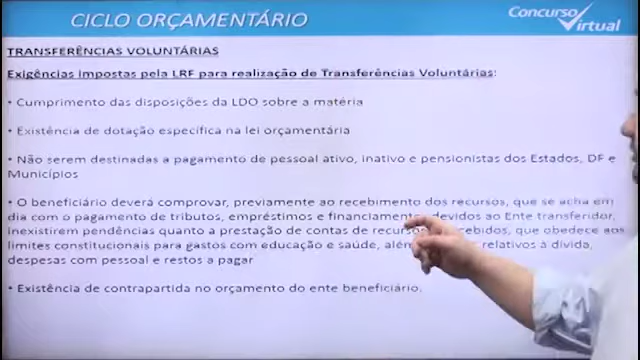 CICLO ORÇAMENTÁRIO
Concurso
Virtual
TRANSFERÊNCIAS VOLUNTÁRIAS
Exigências impostas pela LRF para realização de Transferências Voluntárias:
• Cumprimento das disposições da LDO sobre a matéria
• Existência de dotação específica na lei orçamentária
• Não serem destinadas a pagamento de pessoal ativo, inativo e pensionistas dos Estados, DF e
Municípios
• O beneficiário deverá comprovar, previamente ao recebimento dos recursos, que se acha em
dia com o pagamento de tributos, empréstimos e financiamento devidos ao Ente transferidor,
inexistirem pendências quanto a prestação de contas de recursos recebidos, que obedece aos
limites constitucionais para gastos com educação e saúde, relativos à dívida,
despesas com pessoal e restos a pagar
• Existência de contrapartida no orçamento do ente beneficiário.